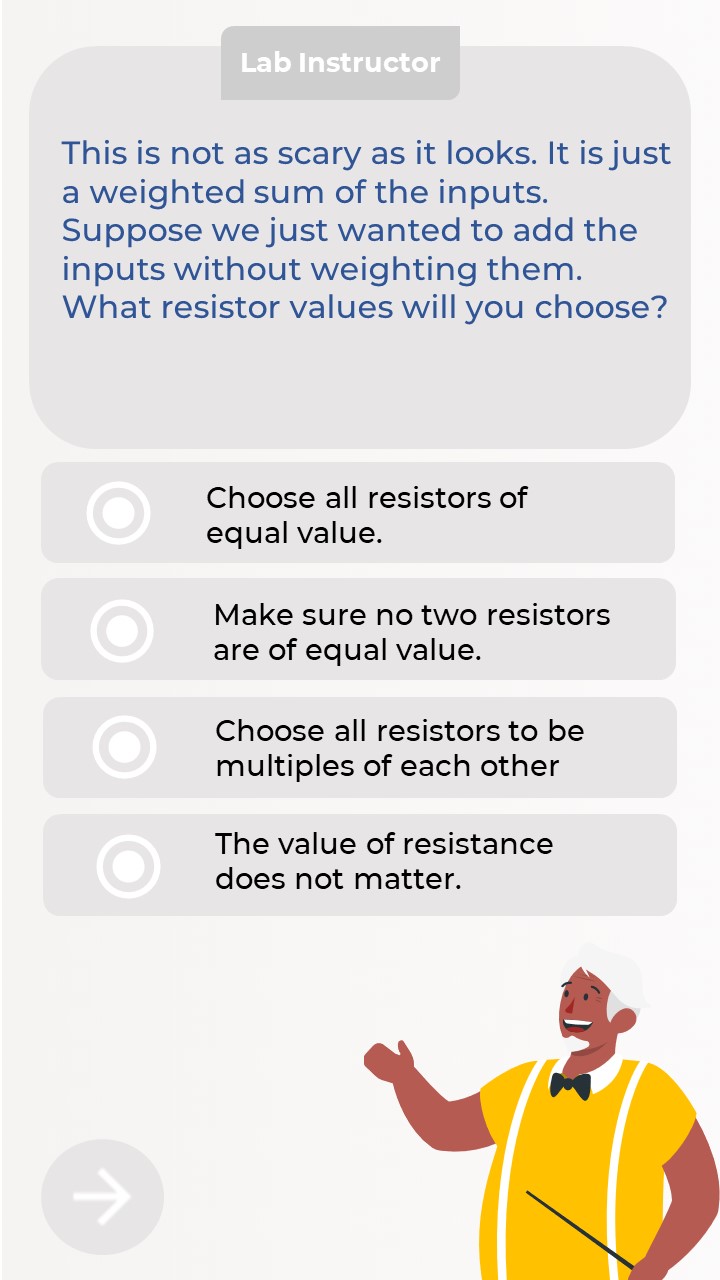 Lab Instructor
This is not as scary as it looks. It is just
a weighted sum of the inputs.
Suppose we just wanted to add the
inputs without weighting them.
What resistor values will you choose?
Choose all resistors of
equal value.
Make sure no two resistors
are of equal value.
Choose all resistors to be
multiples of each other
The value of resistance
does not matter.